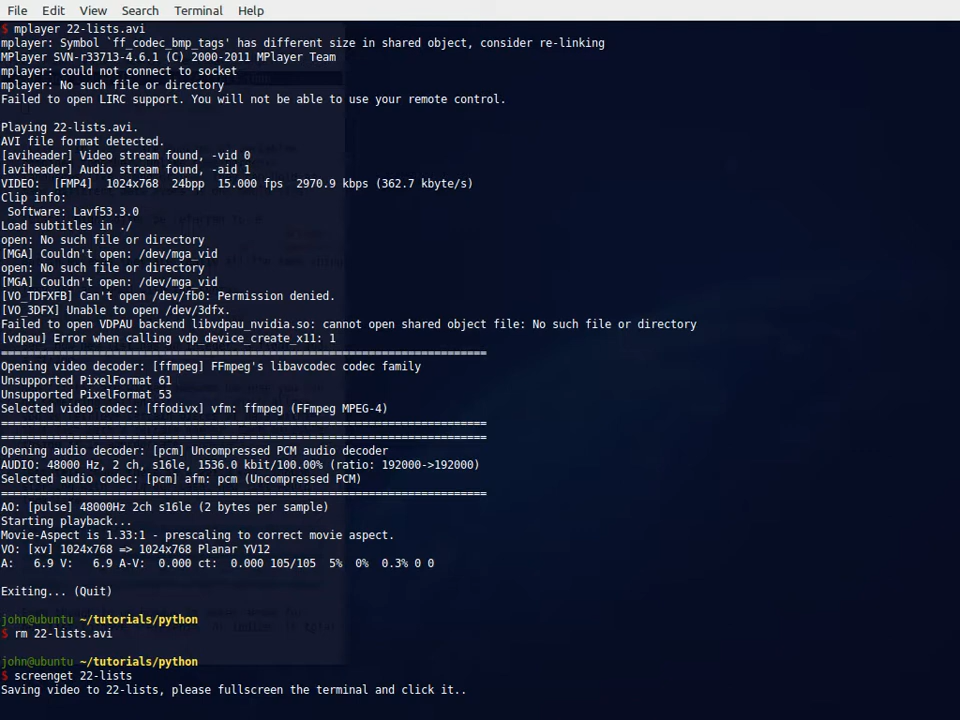 File Edit View Search Terminal Help
$ mplayer 22-lists.avi
mplayer: Symbol `ff_codec_bmp_tags' has different size in shared object, consider re-linking
MPlayer SVN-r33713-4.6.1 (C) 2000-2011 MPlayer Team
mplayer: could not connect to socket
mplayer: No such file or directory
Failed to open LIRC support. You will not be able to use your remote control.
Playing 22-lists.avi.
AVI file format detected.
[aviheader] Video stream found, -vid 0
[aviheader] Audio stream found, -aid 1
VIDEO:  [FMP4]  1024x768  24bpp  15.000 fps  2970.9 kbps (362.7 kbyte/s)
Clip info:
 Software: Lavf53.3.0
Load subtitles in ./
open: No such file or directory
[MGA] Couldn't open: /dev/mga_vid
open: No such file or directory
[MGA] Couldn't open: /dev/mga_vid
[VO_TDFXFB] Can't open /dev/fb0: Permission denied.
[VO_3DFX] Unable to open /dev/3dfx.
Failed to open VDPAU backend libvdpau_nvidia.so: cannot open shared object file: No such file or directory
[vdpau] Error when calling vdp_device_create_x11: 1
==========================================================================
Opening video decoder: [ffmpeg] FFmpeg's libavcodec codec family
Unsupported PixelFormat 61
Unsupported PixelFormat 53
Selected video codec: [ffodivx] vfm: ffmpeg (FFmpeg MPEG-4)
==========================================================================
==========================================================================
Opening audio decoder: [pcm] Uncompressed PCM audio decoder
AUDIO: 48000 Hz, 2 ch, s16le, 1536.0 kbit/100.00% (ratio: 192000->192000)
Selected audio codec: [pcm] afm: pcm (Uncompressed PCM)
==========================================================================
AO: [pulse] 48000Hz 2ch s16le (2 bytes per sample)
Starting playback...
Movie-Aspect is 1.33:1 - prescaling to correct movie aspect.
VO: [xv] 1024x768 => 1024x768 Planar YV12
A:   6.9 V:   6.9 A-V:  0.000 ct:  0.000 105/105  5%  0%  0.3% 0 0
Exiting... (Quit)
john@ubuntu ~/tutorials/python
$ rm 22-lists.avi
john@ubuntu ~/tutorials/python
$ screenget 22-lists
Saving video to 22-lists, please fullscreen the terminal and click it..